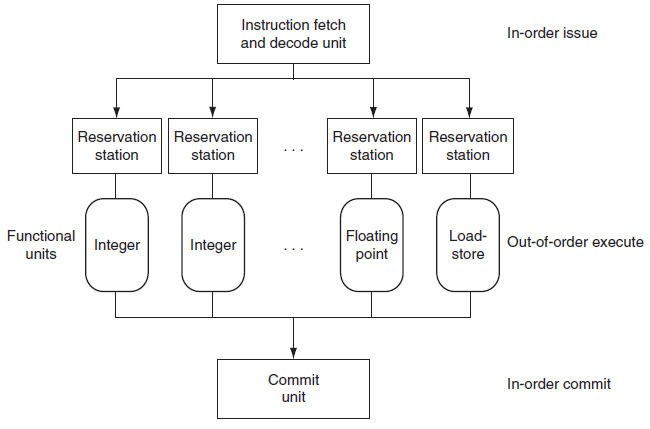 Instruction fetch
and decode unit
In-order issue
Reservation
station
Reservation
station
. . .
Reservation
station
Reservation
station
Functional
units
Integer
Integer
. . .
Floating
point
Load-
store
Out-of-order execute
Commit
unit
In-order commit